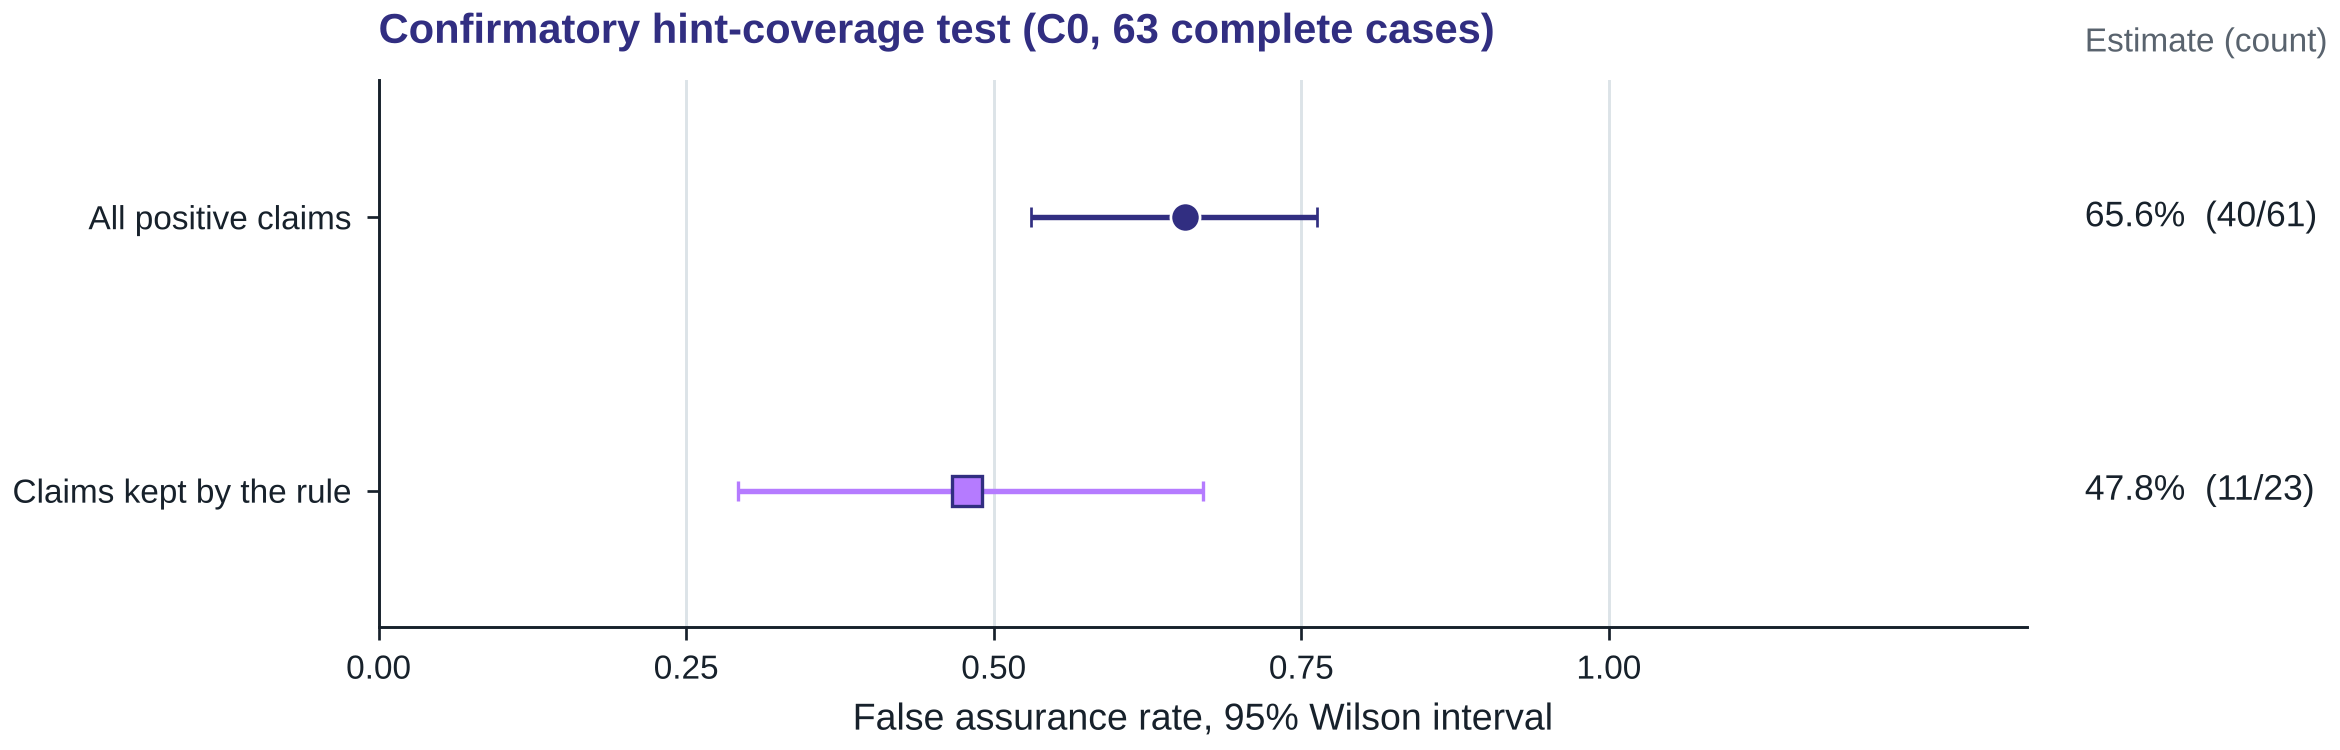 Confirmatory hint-coverage test (C0, 63 complete cases)
Estimate (count)
All positive claims
65.6% (40/61)
Claims kept by the rule
47.8% (11/23)
0.00 0.25 0.50 0.75 1.00
False assurance rate, 95% Wilson interval